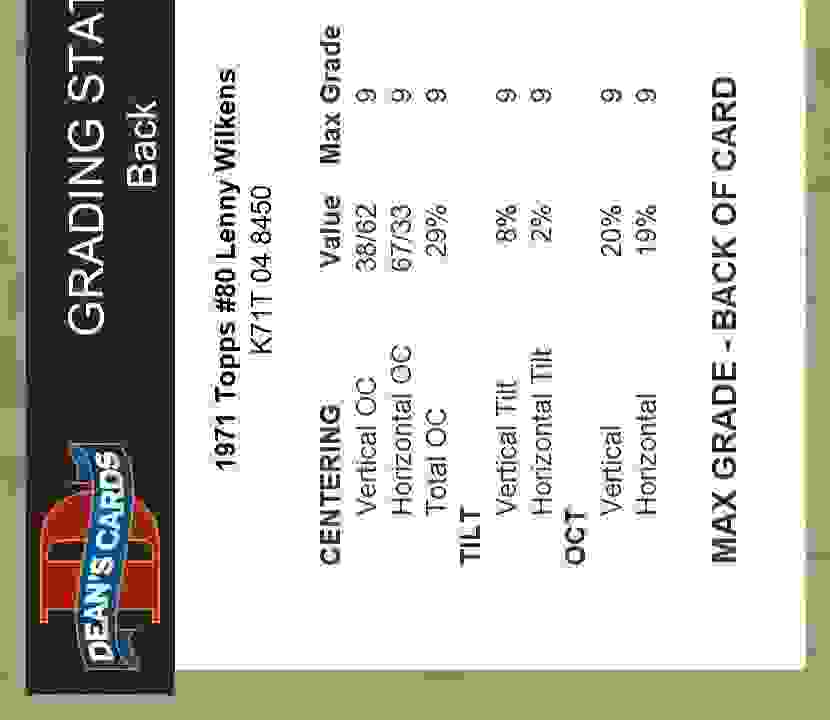 DEAN'S CARDS
GRADING STAT
Back
1971 Topps #80 Lenny Wilkens
K71T 04 8450
CENTERING Value Max Grade
Vertical OC 38/62 9
Horizontal OC 67/33 9
Total OC 29% 9
TILT
Vertical Tilt 8% 9
Horizontal Tilt 2% 9
OCT
Vertical 20% 9
Horizontal 19% 9
MAX GRADE - BACK OF CARD